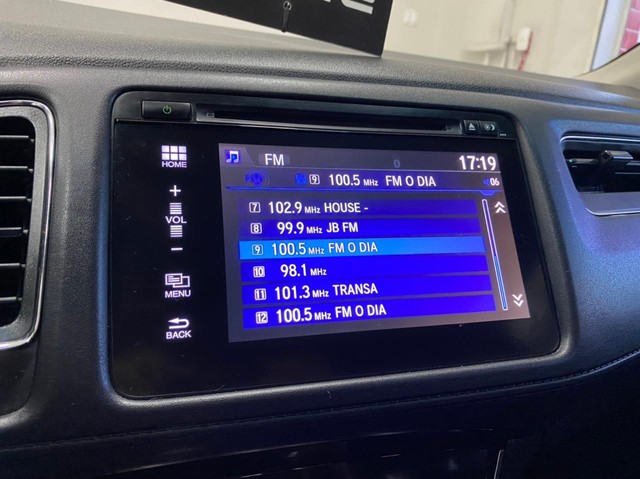 FM 17:19
9 100.5 MHz FM O DIA 06
7 102.9 MHz HOUSE -
8 99.9 MHz JB FM
9 100.5 MHz FM O DIA
10 98.1 MHz
11 101.3 MHz TRANSA
12 100.5 MHz FM O DIA
HOME
+
VOL
−
MENU
BACK